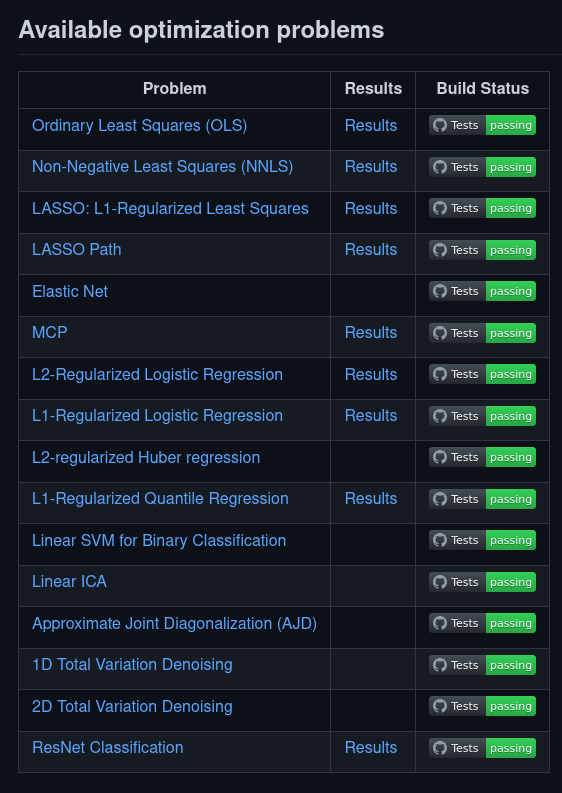 Available optimization problems
Problem Results Build Status
Ordinary Least Squares (OLS) Results Tests passing
Non-Negative Least Squares (NNLS) Results Tests passing
LASSO: L1-Regularized Least Squares Results Tests passing
LASSO Path Results Tests passing
Elastic Net Tests passing
MCP Results Tests passing
L2-Regularized Logistic Regression Results Tests passing
L1-Regularized Logistic Regression Results Tests passing
L2-regularized Huber regression Tests passing
L1-Regularized Quantile Regression Results Tests passing
Linear SVM for Binary Classification Tests passing
Linear ICA Tests passing
Approximate Joint Diagonalization (AJD) Tests passing
1D Total Variation Denoising Tests passing
2D Total Variation Denoising Tests passing
ResNet Classification Results Tests passing